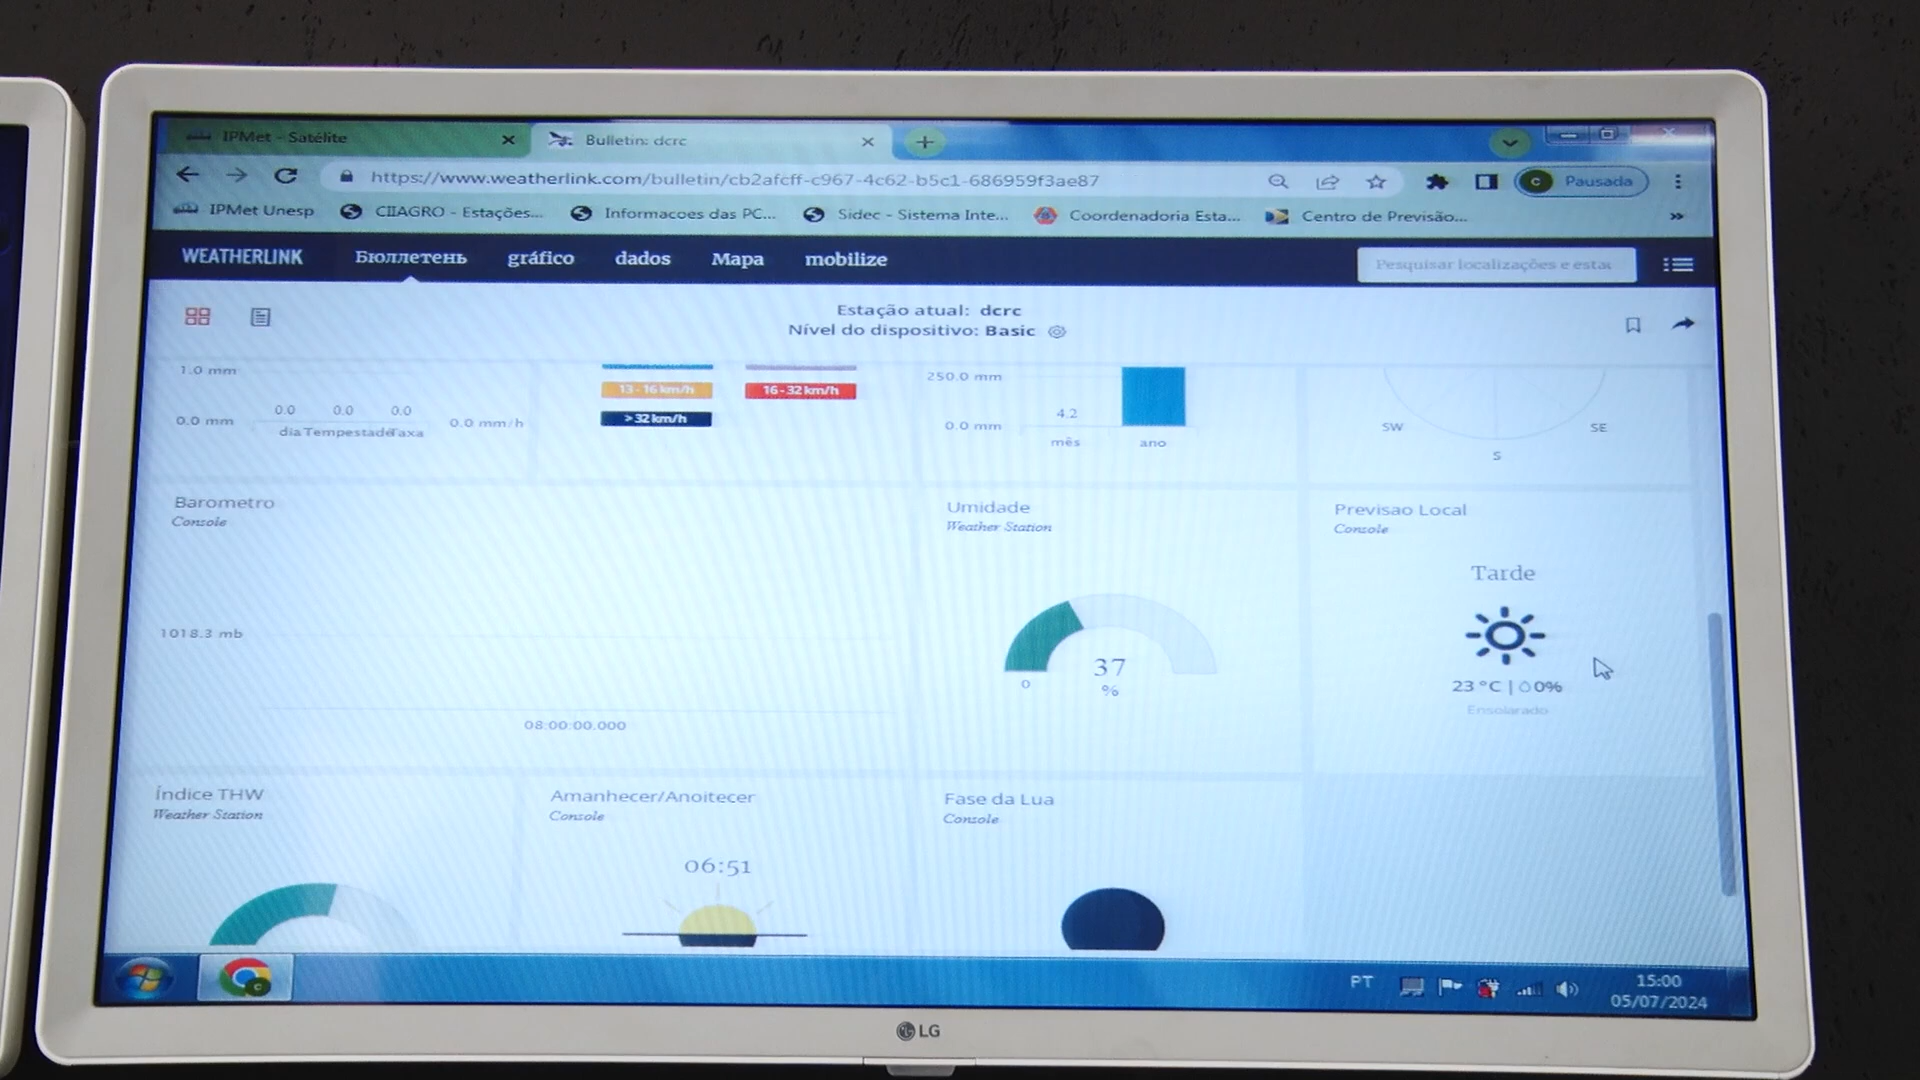 IPMet - Satélite
Bulletin: dcrc
https://www.weatherlink.com/bulletin/cb2afcff-c967-4c62-b5c1-686959f3ae87
C Pausada
IPMet Unesp
CIIAGRO - Estações...
Informacoes das PC...
Sidec - Sistema Inte...
Coordenadoria Esta...
Centro de Previsão...
WEATHERLINK
Бюллетень
gráfico
dados
Mapa
mobilize
Pesquisar localizações e estac
Estação atual: dcrc
Nível do dispositivo: Basic
1.0 mm
0.0 mm
0.0 0.0 0.0
dia Tempestade Taxa
0.0 mm/h
13 - 16 km/h
16 - 32 km/h
> 32 km/h
250.0 mm
0.0 mm
4.2
mês
ano
SW
SE
S
Barometro
Console
1018.3 mb
08:00:00.000
Umidade
Weather Station
0
37
%
Previsao Local
Console
Tarde
23 °C | 0%
Ensolarado
Índice THW
Weather Station
Amanhecer/Anoitecer
Console
06:51
Fase da Lua
Console
PT
15:00
05/07/2024
LG